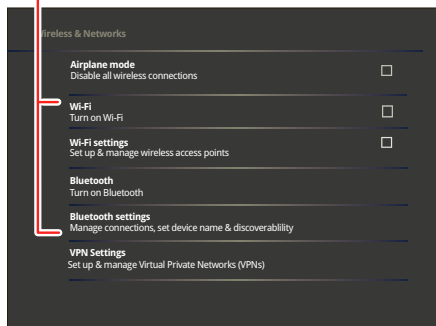 Wireless & Networks
Airplane mode
Disable all wireless connections
Wi-Fi
Turn on Wi-Fi
Wi-Fi settings
Set up & manage wireless access points
Bluetooth
Turn on Bluetooth
Bluetooth settings
Manage connections, set device name & discoverablility
VPN Settings
Set up & manage Virtual Private Networks (VPNs)